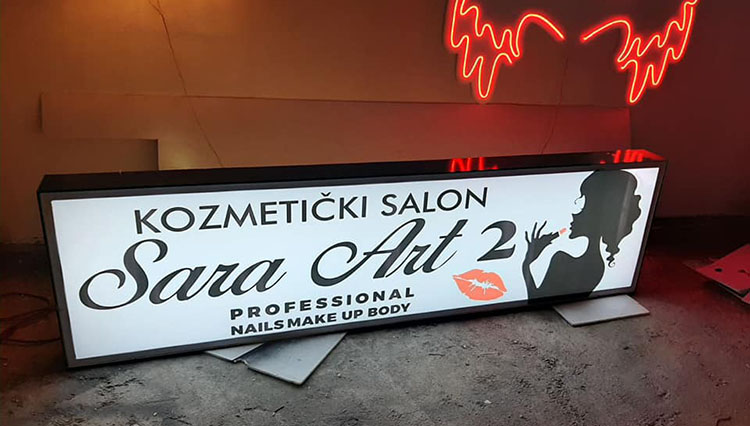 KOZMETIČKI SALON
Sara Art 2
PROFESSIONAL
NAILS MAKE UP BODY